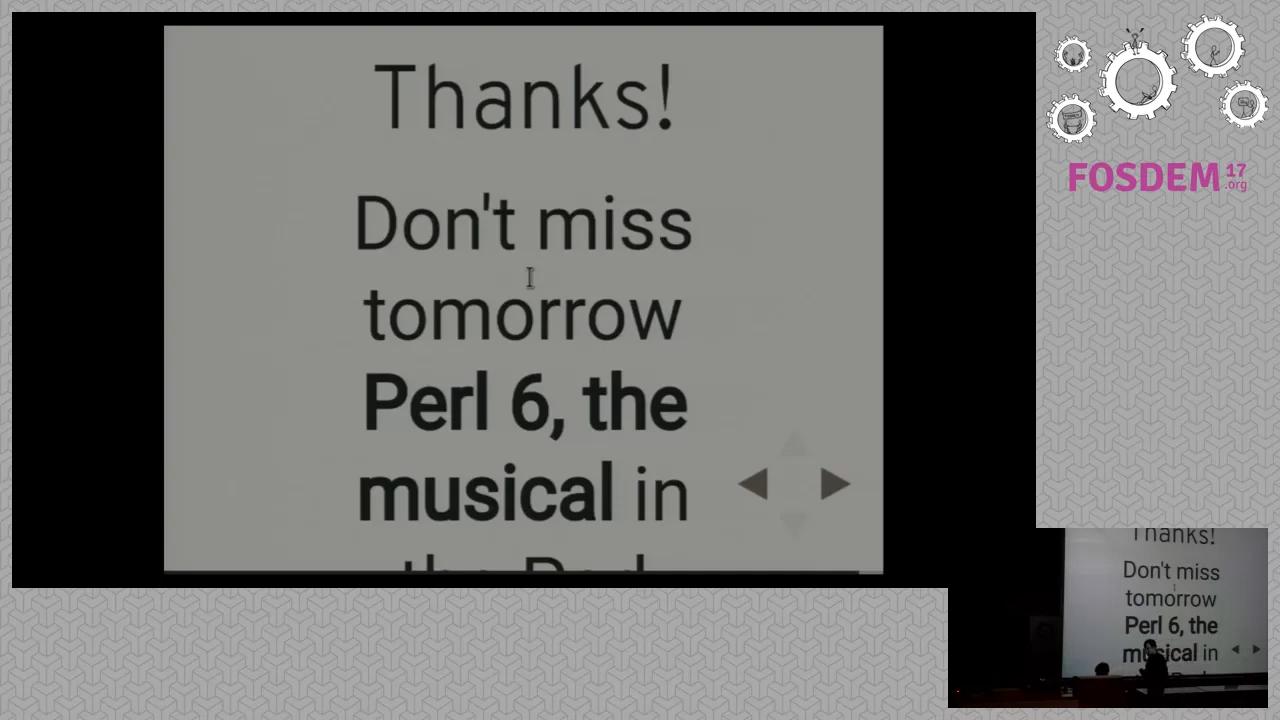 Thanks!
Don't miss
tomorrow
Perl 6, the
musical in
FOSDEM 17
.org
Thanks!
Don't miss
tomorrow
Perl 6, the
musical in